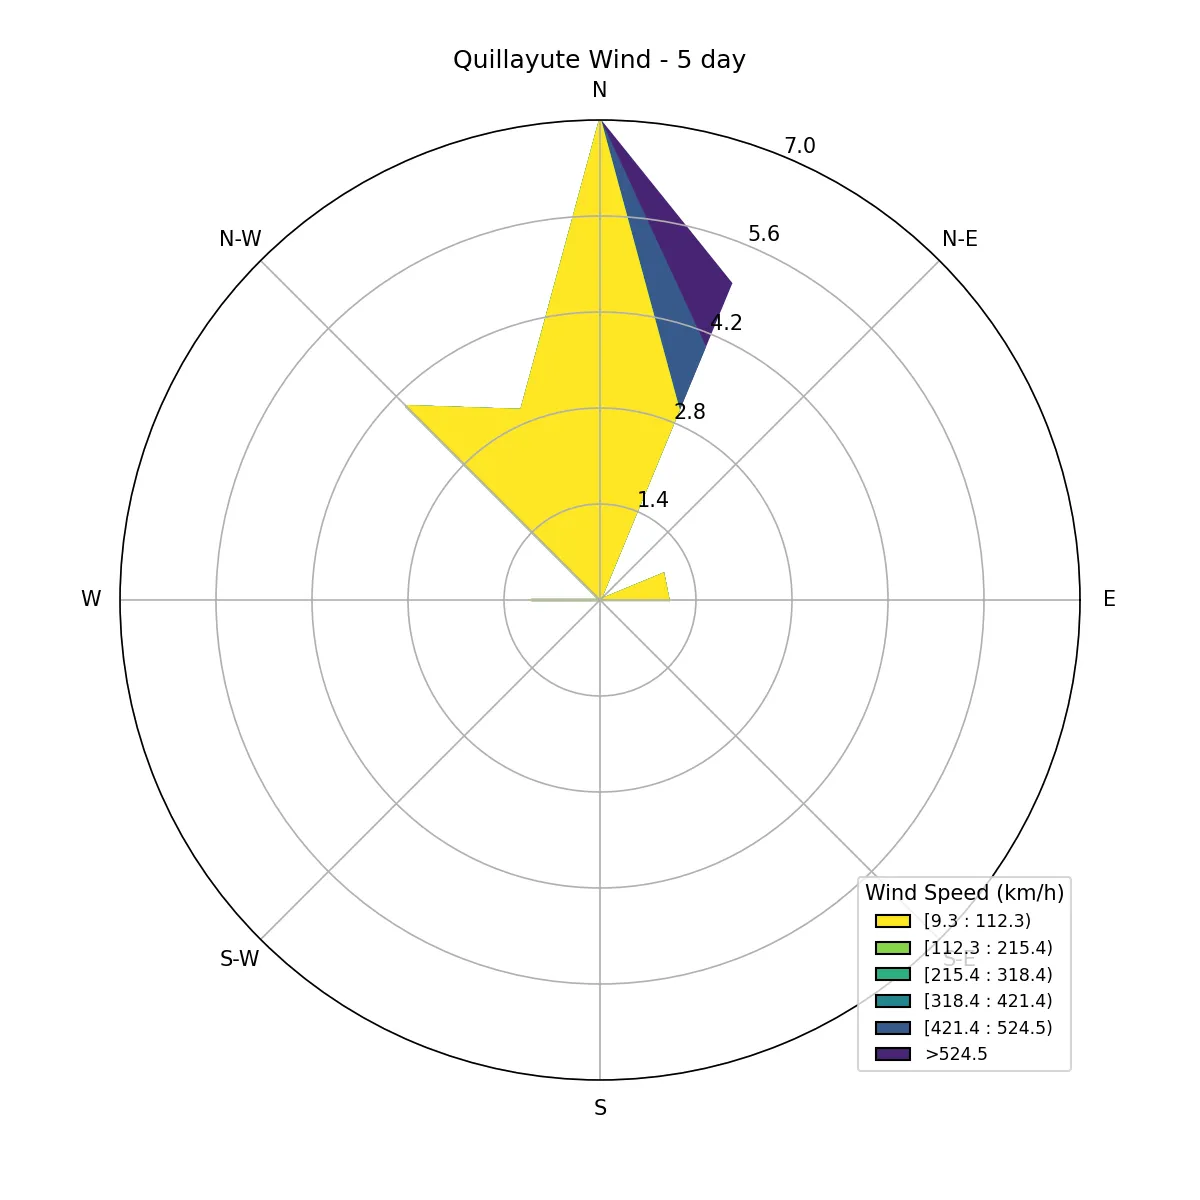 Quillayute Wind - 5 day
N
7.0
N-W
5.6
N-E
4.2
2.8
1.4
W
E
S-W
S-E
S
Wind Speed (km/h)
[9.3 : 112.3)
[112.3 : 215.4)
[215.4 : 318.4)
[318.4 : 421.4)
[421.4 : 524.5)
>524.5